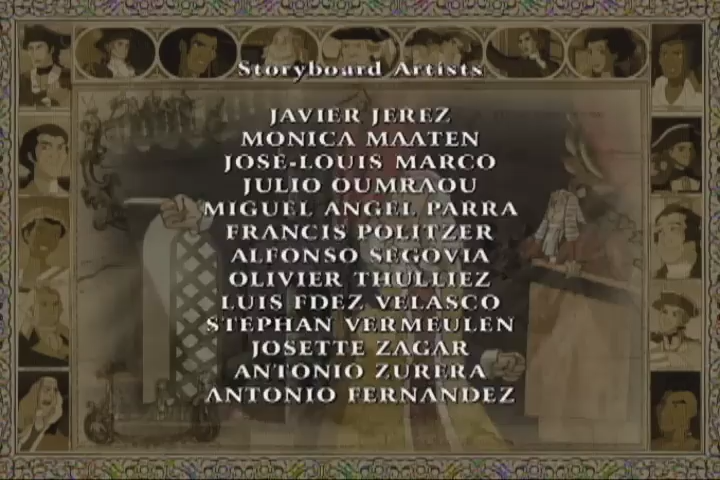 Storyboard Artists
JAVIER JEREZ
MONICA MAATEN
JOSE-LOUIS MARCO
JULIO OUMRAOU
MIGUEL ANGEL PARRA
FRANCIS POLITZER
ALFONSO SEGOVIA
OLIVIER THULLIEZ
LUIS FDEZ VELASCO
STEPHAN VERMEULEN
JOSETTE ZAGAR
ANTONIO ZURERA
ANTONIO FERNANDEZ